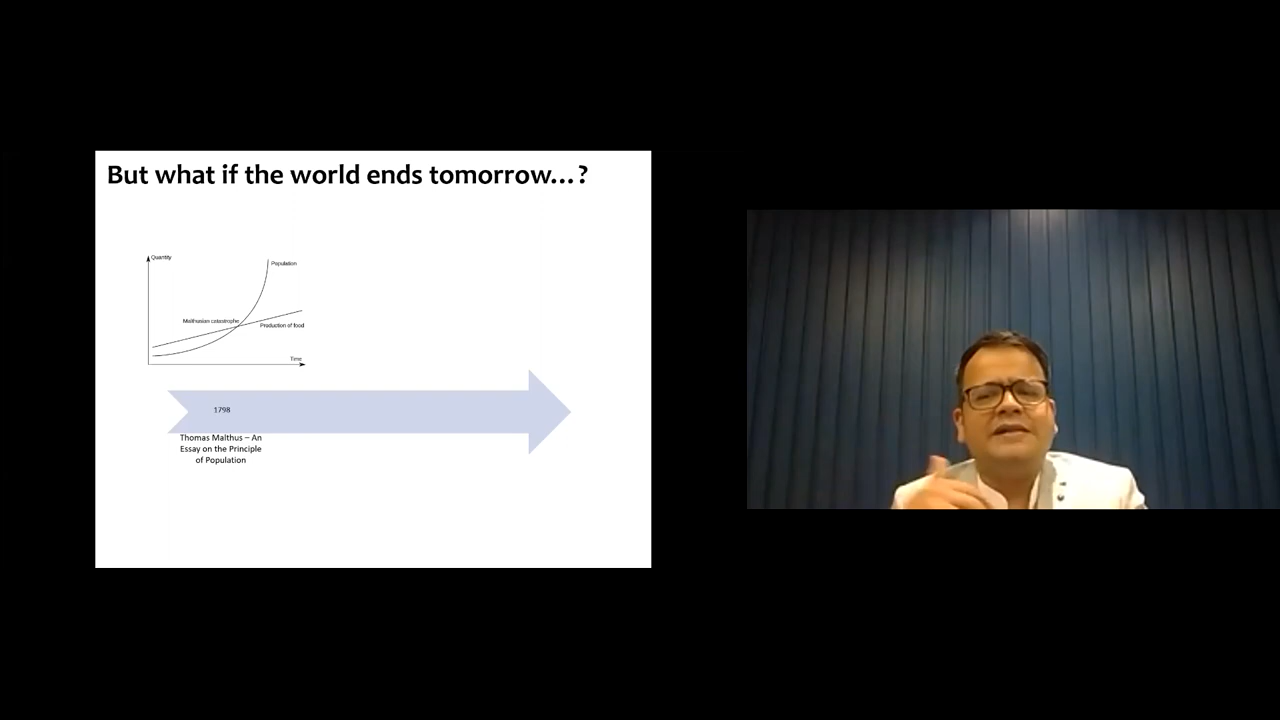 But what if the world ends tomorrow...?
Quantity
Population
Malthusian catastrophe
Production of food
Time
1798
Thomas Malthus – An
Essay on the Principle
of Population